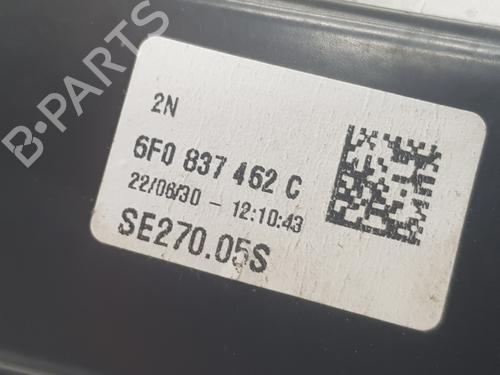 B-PARTS
2N
6F0 837 462 C
22/06/30 - 12:10:43
SE270.05S